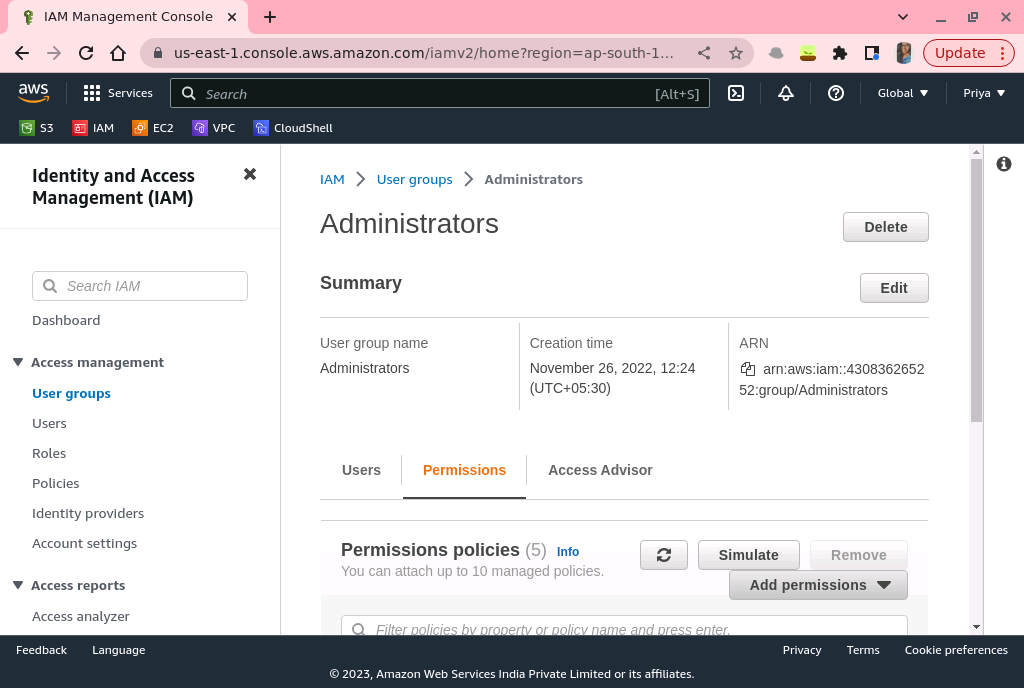 IAM Management Console
us-east-1.console.aws.amazon.com/iamv2/home?region=ap-south-1...
Update
aws
Services
Search
[Alt+S]
Global
Priya
S3
IAM
EC2
VPC
CloudShell
Identity and Access
Management (IAM)
Search IAM
Dashboard
Access management
User groups
Users
Roles
Policies
Identity providers
Account settings
Access reports
Access analyzer
IAM
User groups
Administrators
Administrators
Delete
Summary
Edit
User group name
Administrators
Creation time
November 26, 2022, 12:24
(UTC+05:30)
ARN
arn:aws:iam::4308362652
52:group/Administrators
Users
Permissions
Access Advisor
Permissions policies (5) Info
You can attach up to 10 managed policies.
Simulate
Remove
Add permissions
Filter policies by property or policy name and press enter.
Feedback
Language
Privacy
Terms
Cookie preferences
© 2023, Amazon Web Services India Private Limited or its affiliates.